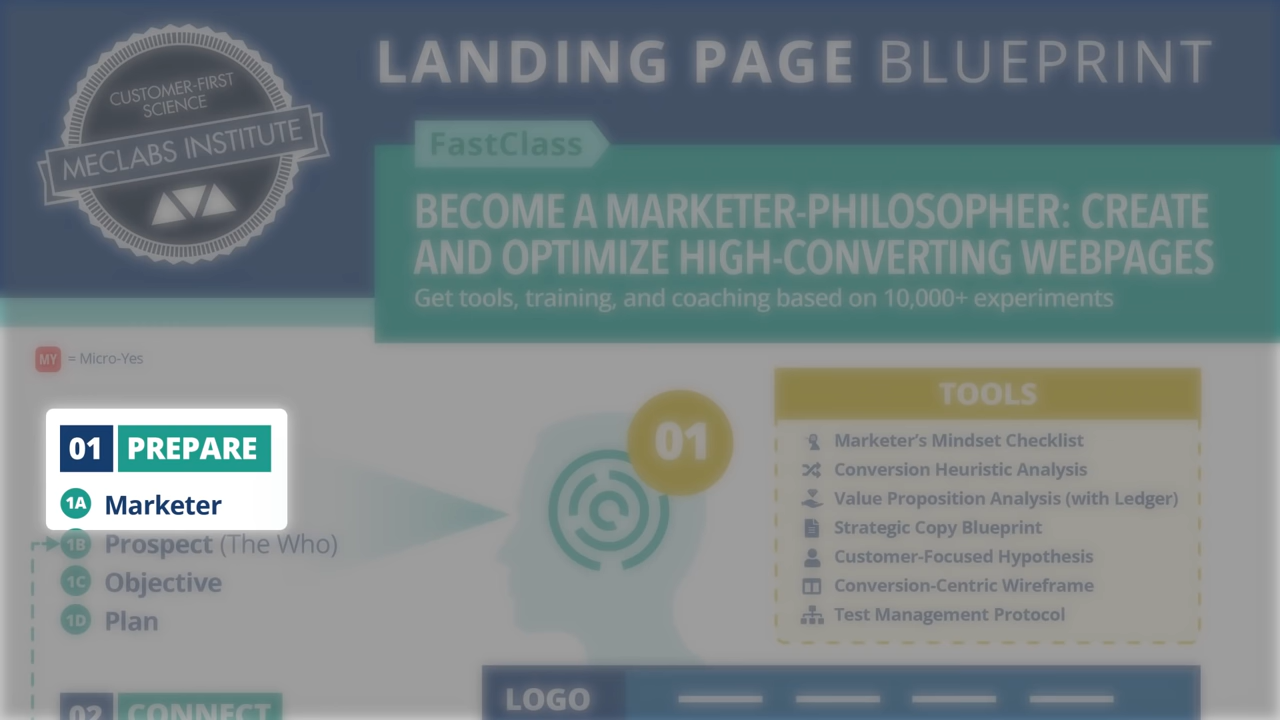 CUSTOMER-FIRST
SCIENCE
MECLABS INSTITUTE
LANDING PAGE BLUEPRINT
FastClass
BECOME A MARKETER-PHILOSOPHER: CREATE
AND OPTIMIZE HIGH-CONVERTING WEBPAGES
Get tools, training, and coaching based on 10,000+ experiments
MY = Micro-Yes
01 PREPARE
1A Marketer
1B Prospect (The Who)
1C Objective
1D Plan
01
TOOLS
Marketer's Mindset Checklist
Conversion Heuristic Analysis
Value Proposition Analysis (with Ledger)
Strategic Copy Blueprint
Customer-Focused Hypothesis
Conversion-Centric Wireframe
Test Management Protocol
02 CONNECT
LOGO